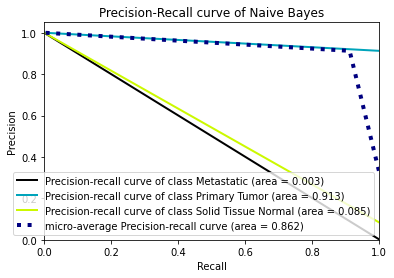 Precision-Recall curve of Naive Bayes
1.0
0.8
0.6
0.4
0.2
0.0
Precision
Precision-recall curve of class Metastatic (area = 0.003)
Precision-recall curve of class Primary Tumor (area = 0.913)
Precision-recall curve of class Solid Tissue Normal (area = 0.085)
micro-average Precision-recall curve (area = 0.862)
0.0 0.2 0.4 0.6 0.8 1.0
Recall